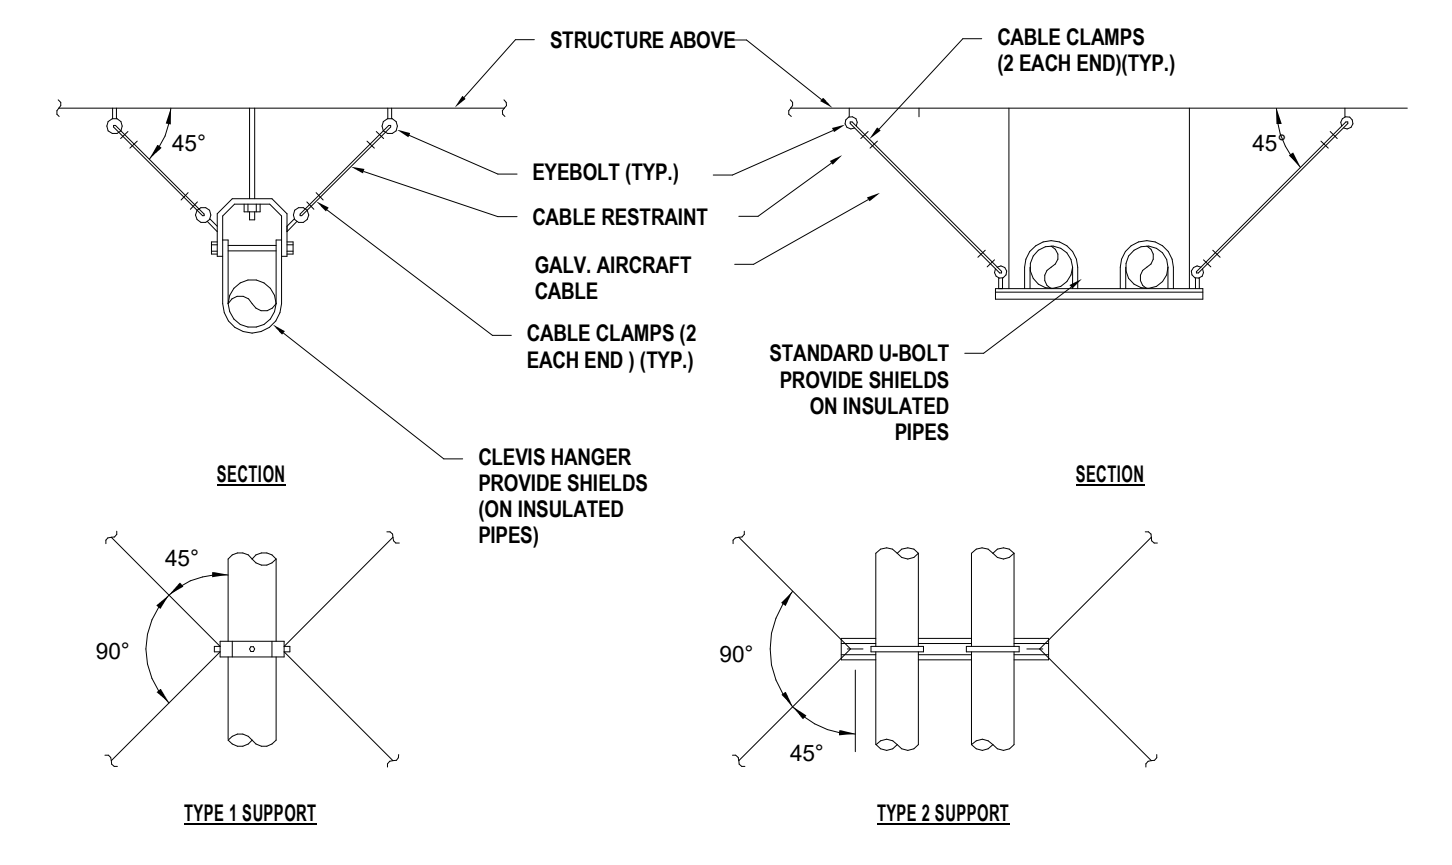 STRUCTURE ABOVE
CABLE CLAMPS
(2 EACH END)(TYP.)
45°
45°
EYEBOLT (TYP.)
CABLE RESTRAINT
GALV. AIRCRAFT
CABLE
CABLE CLAMPS (2
EACH END ) (TYP.)
STANDARD U-BOLT
PROVIDE SHIELDS
ON INSULATED
PIPES
CLEVIS HANGER
PROVIDE SHIELDS
(ON INSULATED
PIPES)
SECTION
SECTION
45°
90°
90°
45°
TYPE 1 SUPPORT
TYPE 2 SUPPORT